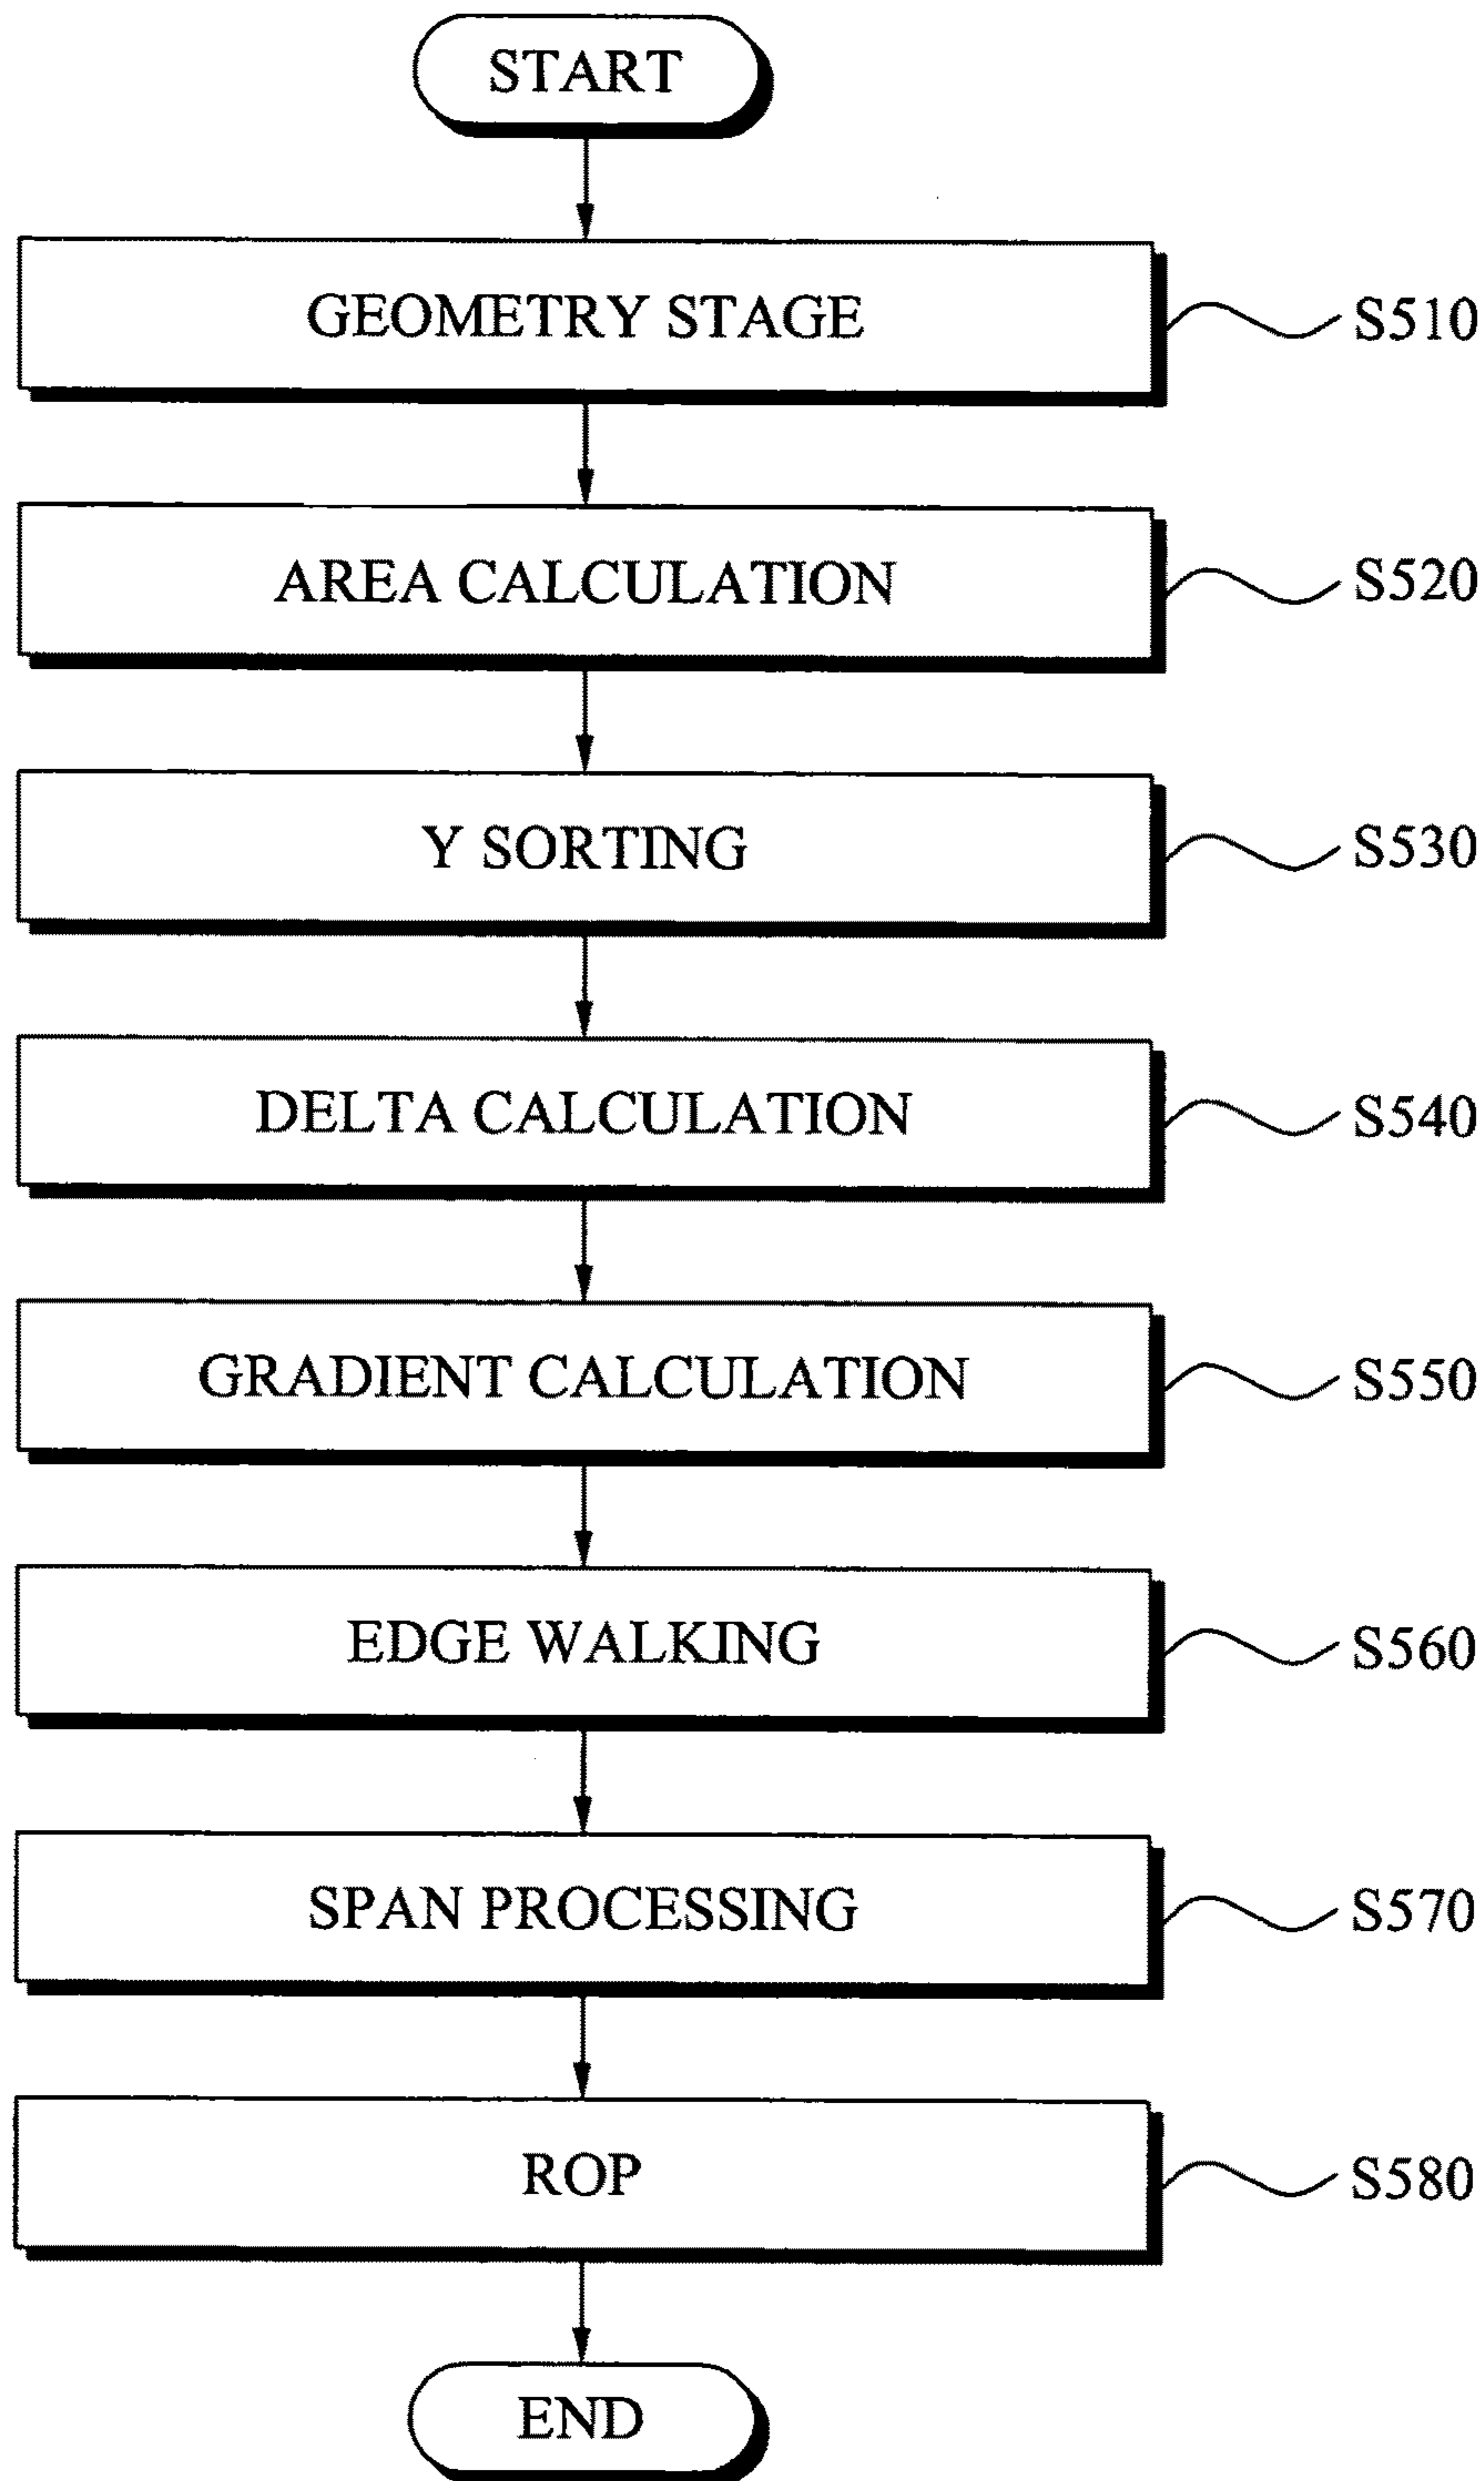 START
GEOMETRY STAGE
S510
AREA CALCULATION
S520
Y SORTING
S530
DELTA CALCULATION
S540
GRADIENT CALCULATION
S550
EDGE WALKING
S560
SPAN PROCESSING
S570
ROP
S580
END